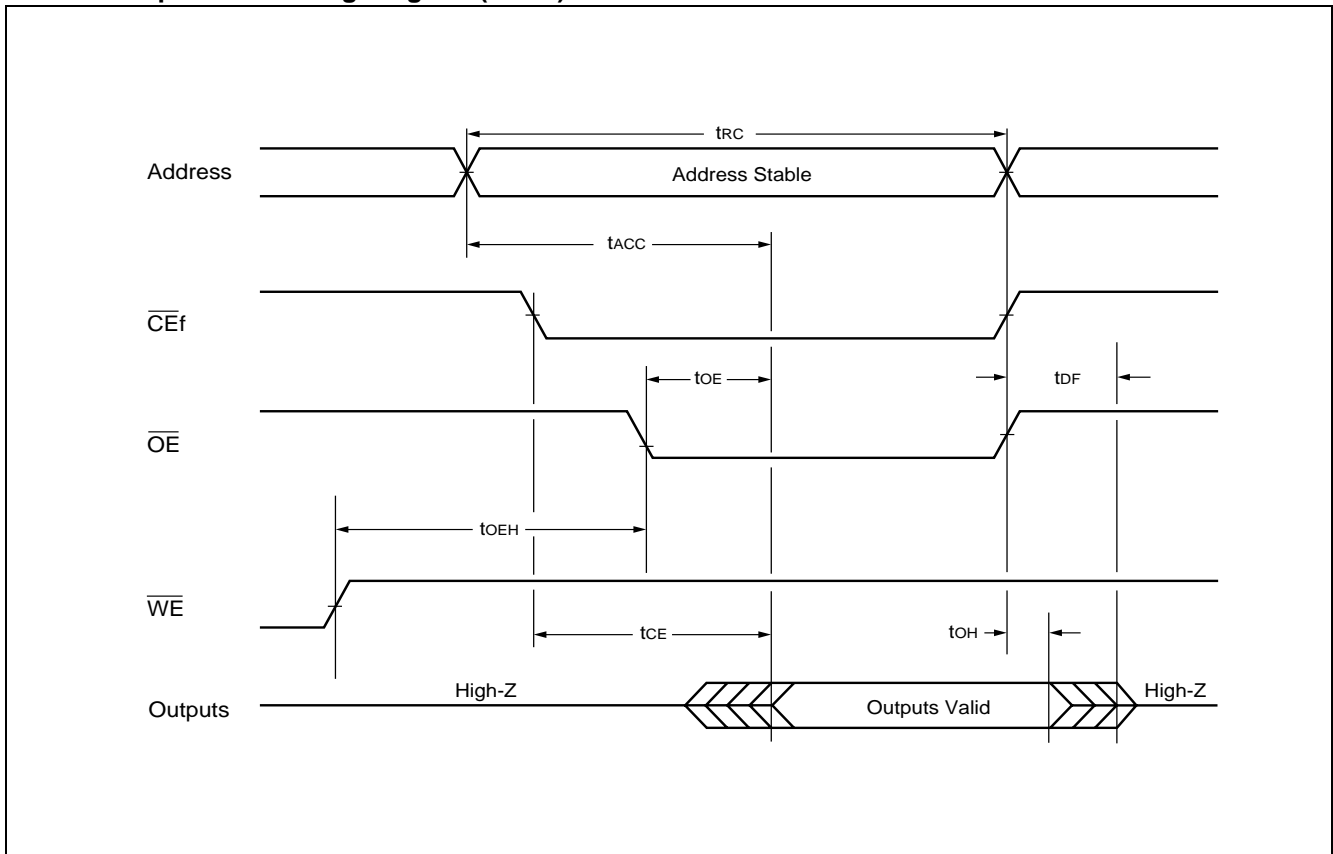 tRC
Address
Address Stable
tACC
CEf
tOE
tDF
OE
tOEH
WE
tCE
tOH
High-Z
High-Z
Outputs
Outputs Valid